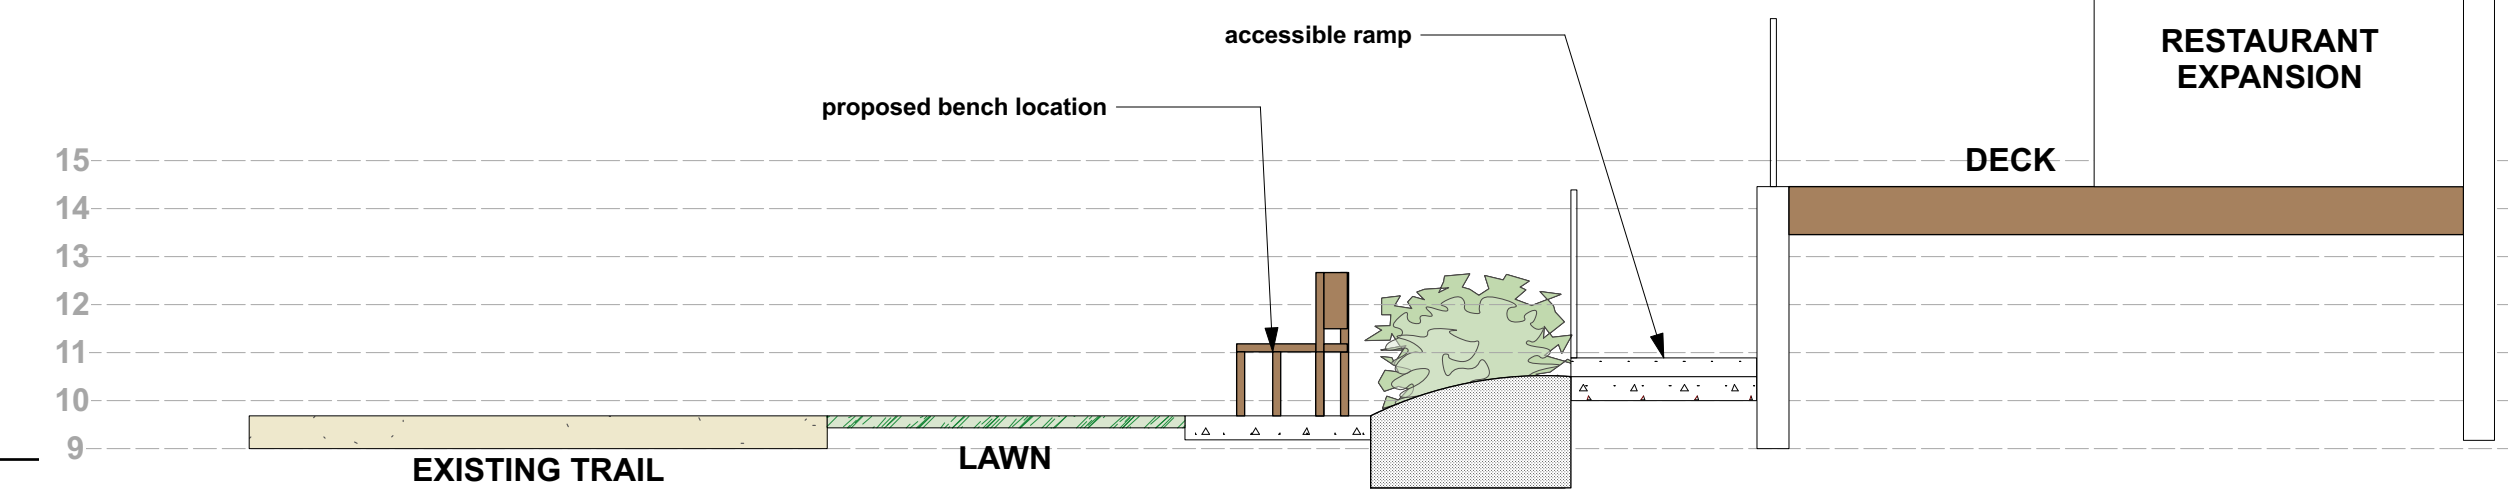 accessible ramp
RESTAURANT
EXPANSION
proposed bench location
15
DECK
14
13
12
11
10
9
LAWN
EXISTING TRAIL